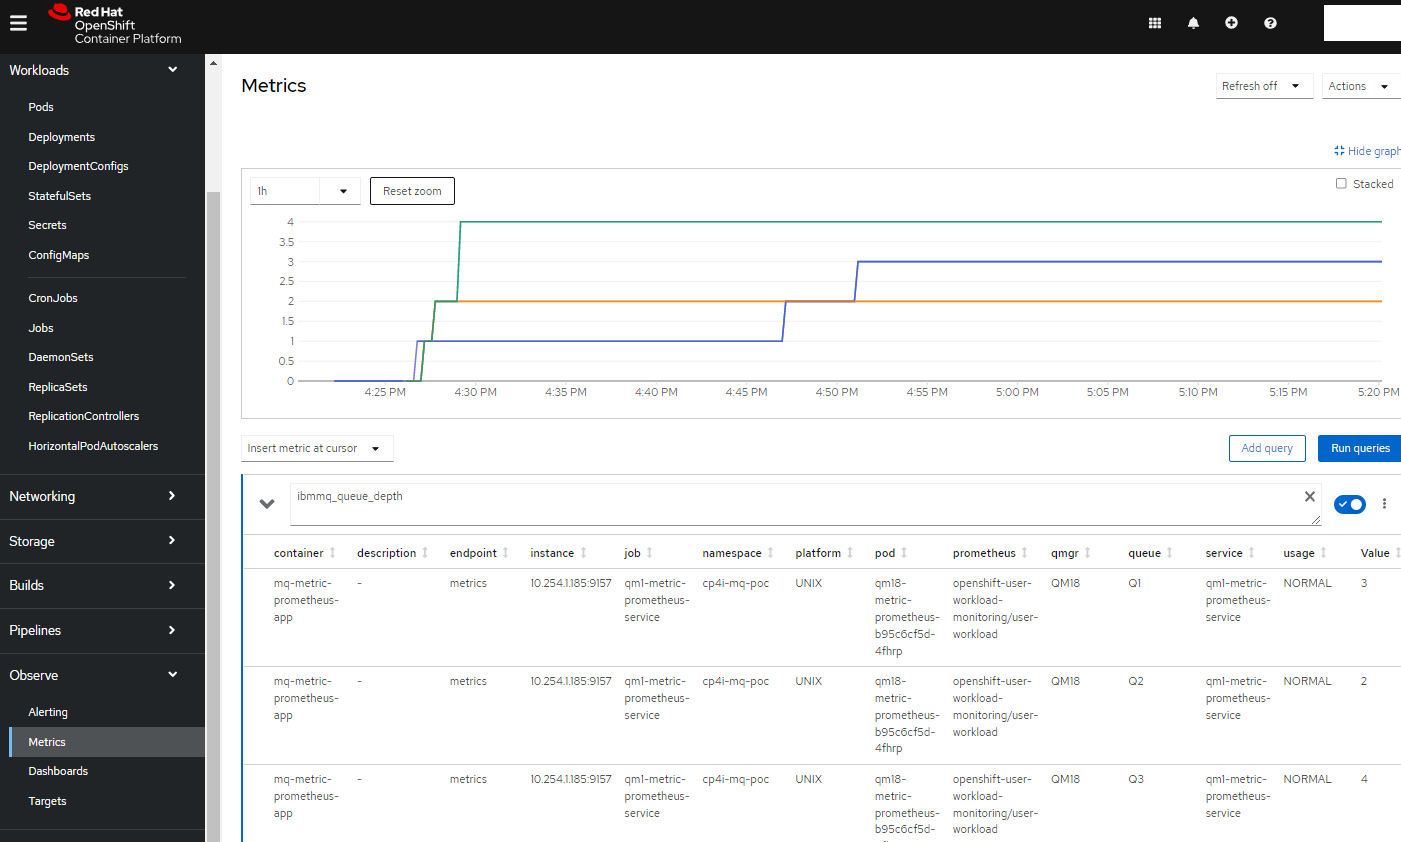 Red Hat
OpenShift
Container Platform
Workloads
Pods
Deployments
DeploymentConfigs
StatefulSets
Secrets
ConfigMaps
CronJobs
Jobs
DaemonSets
ReplicaSets
ReplicationControllers
HorizontalPodAutoscalers
Networking
Storage
Builds
Pipelines
Observe
Alerting
Metrics
Dashboards
Targets
Metrics
Refresh off
Actions
Hide graph
1h
Reset zoom
Stacked
4
3.5
3
2.5
2
1.5
1
0.5
0
4:25 PM 4:30 PM 4:35 PM 4:40 PM 4:45 PM 4:50 PM 4:55 PM 5:00 PM 5:05 PM 5:10 PM 5:15 PM 5:20 PM
Insert metric at cursor
Add query
Run queries
ibmmq_queue_depth
container description endpoint instance job namespace platform pod prometheus qmgr queue service usage Value
mq-metric- - metrics 10.254.1.185:9157 qm1-metric- cp4i-mq-poc UNIX qm18- openshift-user- QM18 Q1 qm1-metric- NORMAL 3
prometheus- prometheus- metric- workload- prometheus-
app service prometheus- monitoring/user- service
b95c6cf5d- workload
4fhrp
mq-metric- - metrics 10.254.1.185:9157 qm1-metric- cp4i-mq-poc UNIX qm18- openshift-user- QM18 Q2 qm1-metric- NORMAL 2
prometheus- prometheus- metric- workload- prometheus-
app service prometheus- monitoring/user- service
b95c6cf5d- workload
4fhrp
mq-metric- - metrics 10.254.1.185:9157 qm1-metric- cp4i-mq-poc UNIX qm18- openshift-user- QM18 Q3 qm1-metric- NORMAL 4
prometheus- prometheus- metric- workload- prometheus-
app service prometheus- monitoring/user- service
b95c6cf5d- workload